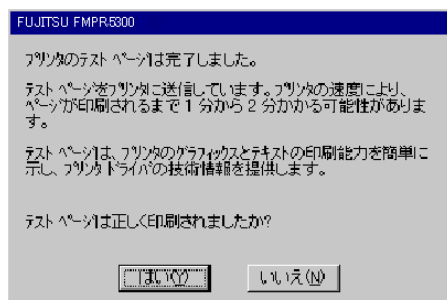 FUJITSU FMPR5300
プリンタのテスト ページは完了しました。
テスト ページをプリンタに送信しています。プリンタの速度により、
ページが印刷されるまで 1 分から 2 分かかる可能性がありま
す。
テスト ページは、プリンタのグラフィックスとテキストの印刷能力を簡単に
示し、プリンタ ドライバの技術情報を提供します。
テスト ページは正しく印刷されましたか?
はい(Y)
いいえ(N)